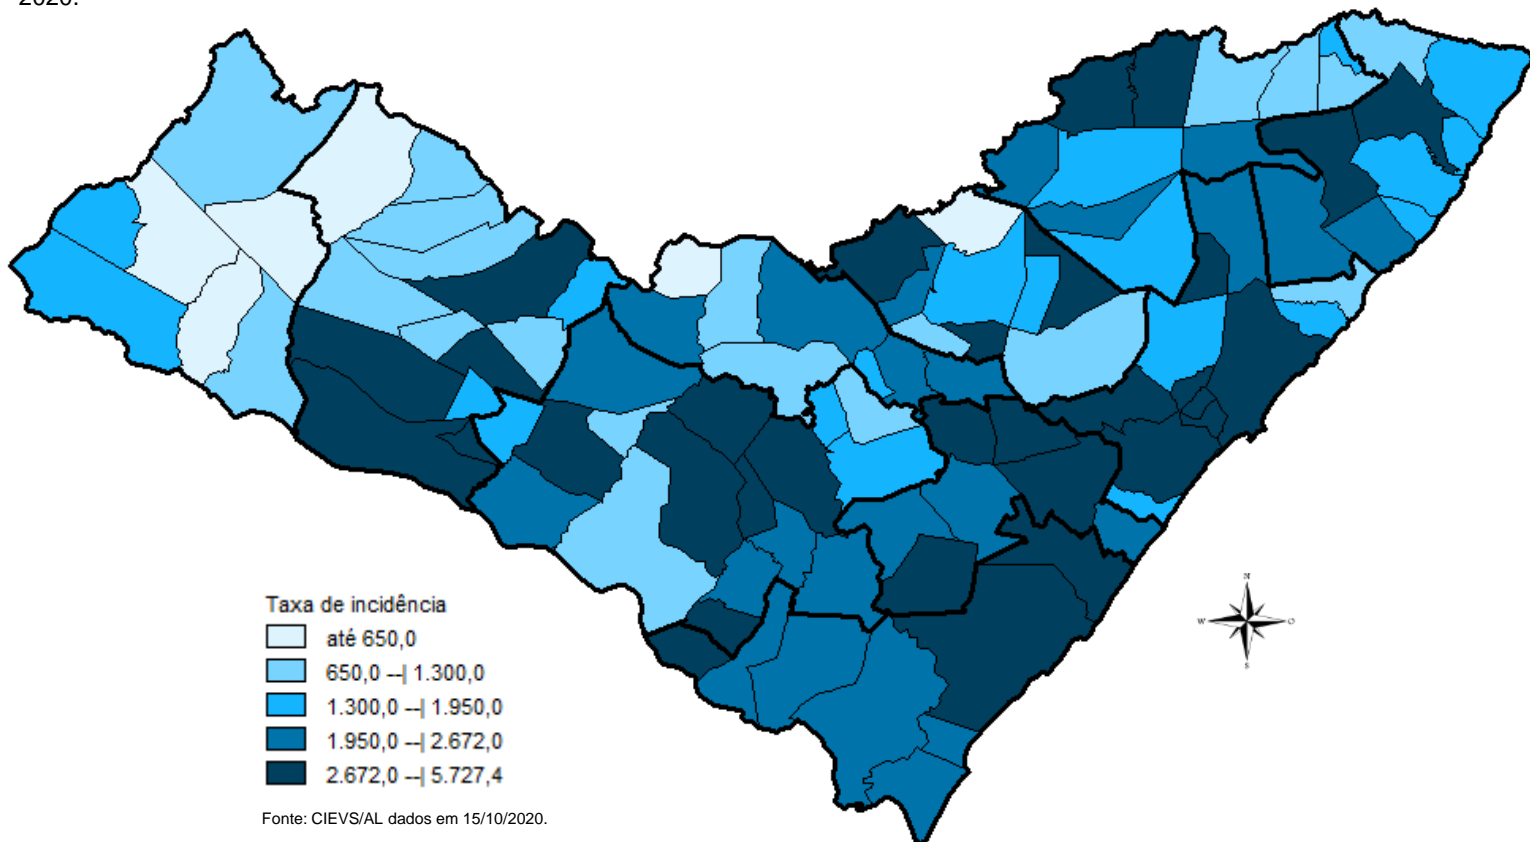 2020.
N
W
O
S
Taxa de incidência
até 650,0
650,0 --| 1.300,0
1.300,0 --| 1.950,0
1.950,0 --| 2.672,0
2.672,0 --| 5.727,4
Fonte: CIEVS/AL dados em 15/10/2020.